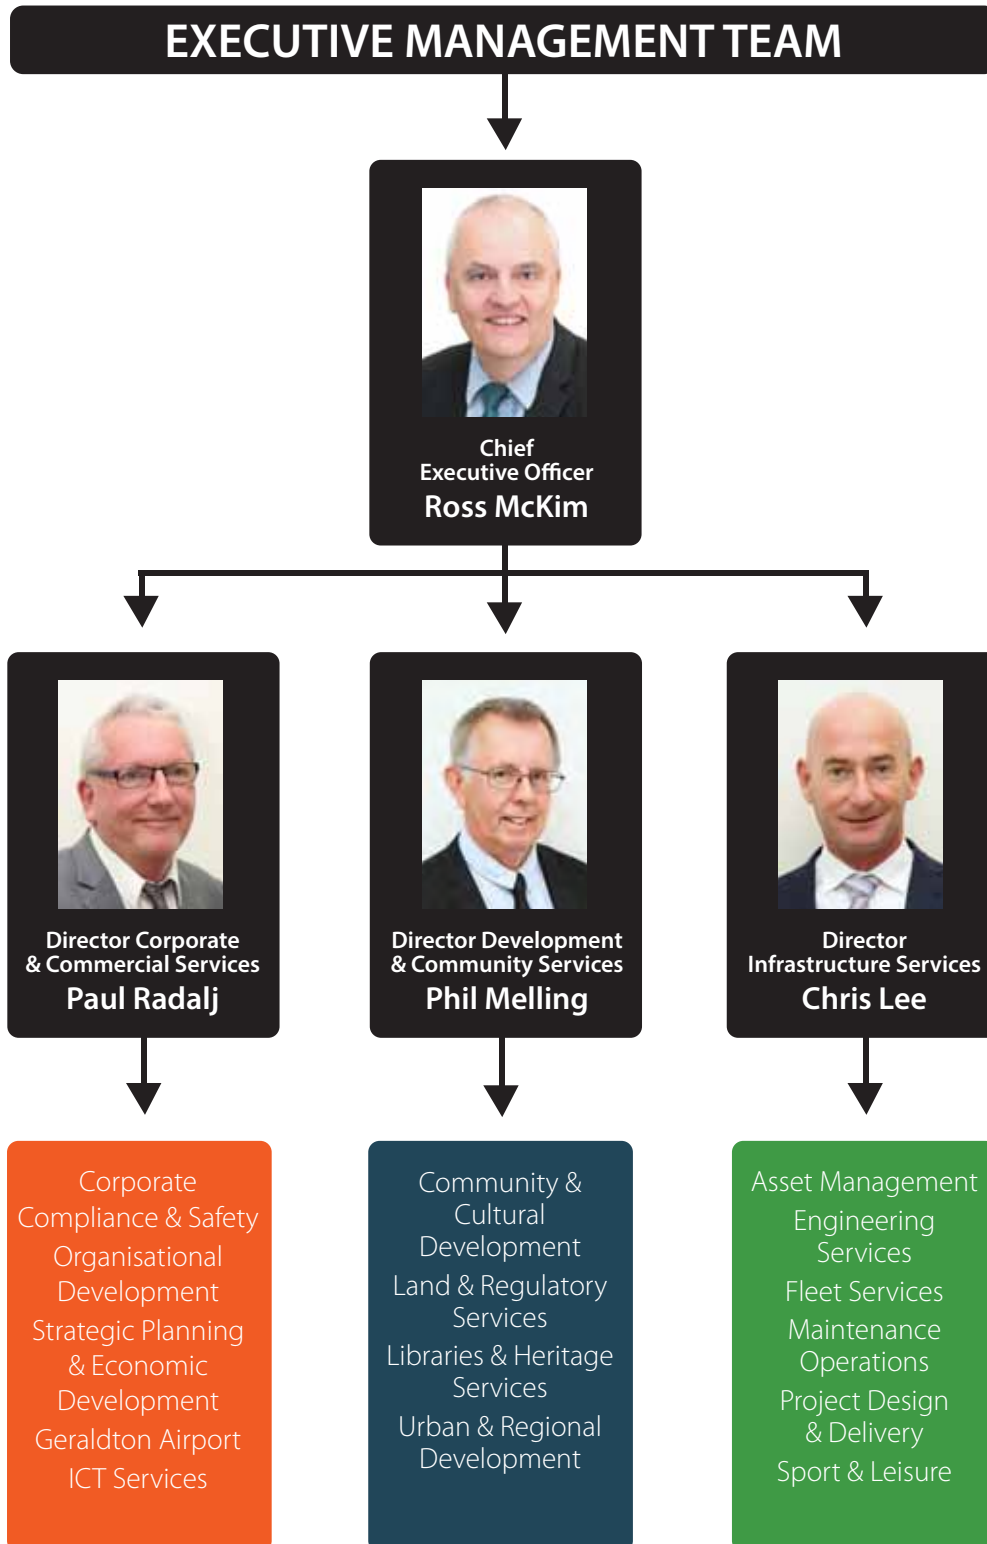 EXECUTIVE MANAGEMENT TEAM
Chief
Executive Officer
Ross McKim
Director Corporate
& Commercial Services
Paul Radalj
Director Development
& Community Services
Phil Melling
Director
Infrastructure Services
Chris Lee
Corporate
Compliance & Safety
Organisational
Development
Strategic Planning
& Economic
Development
Geraldton Airport
ICT Services
Community &
Cultural
Development
Land & Regulatory
Services
Libraries & Heritage
Services
Urban & Regional
Development
Asset Management
Engineering
Services
Fleet Services
Maintenance
Operations
Project Design
& Delivery
Sport & Leisure